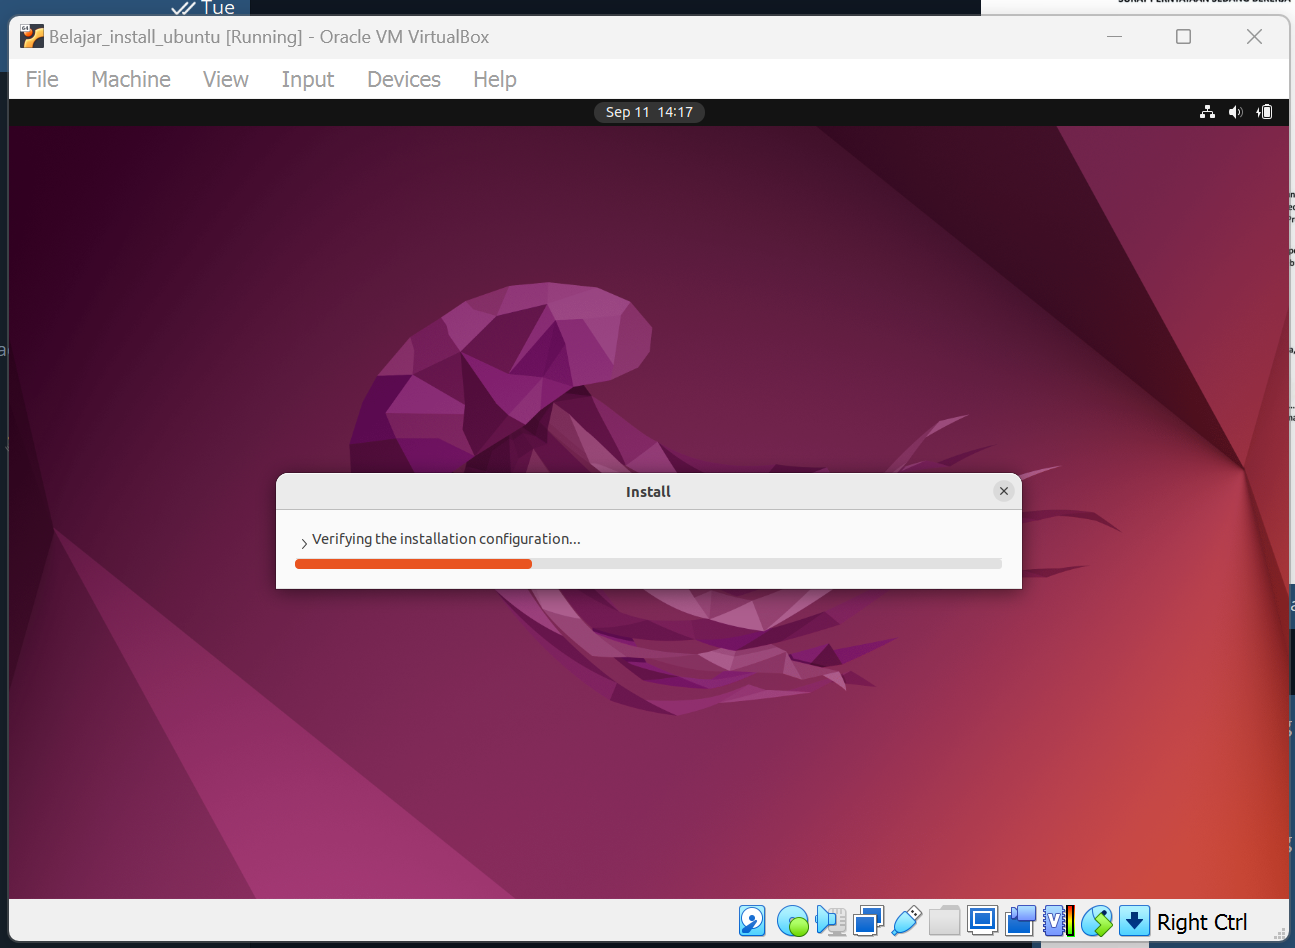 Tue
Belajar_install_ubuntu [Running] - Oracle VM VirtualBox
File Machine View Input Devices Help
Sep 11 14:17
Install
Verifying the installation configuration...
Right Ctrl